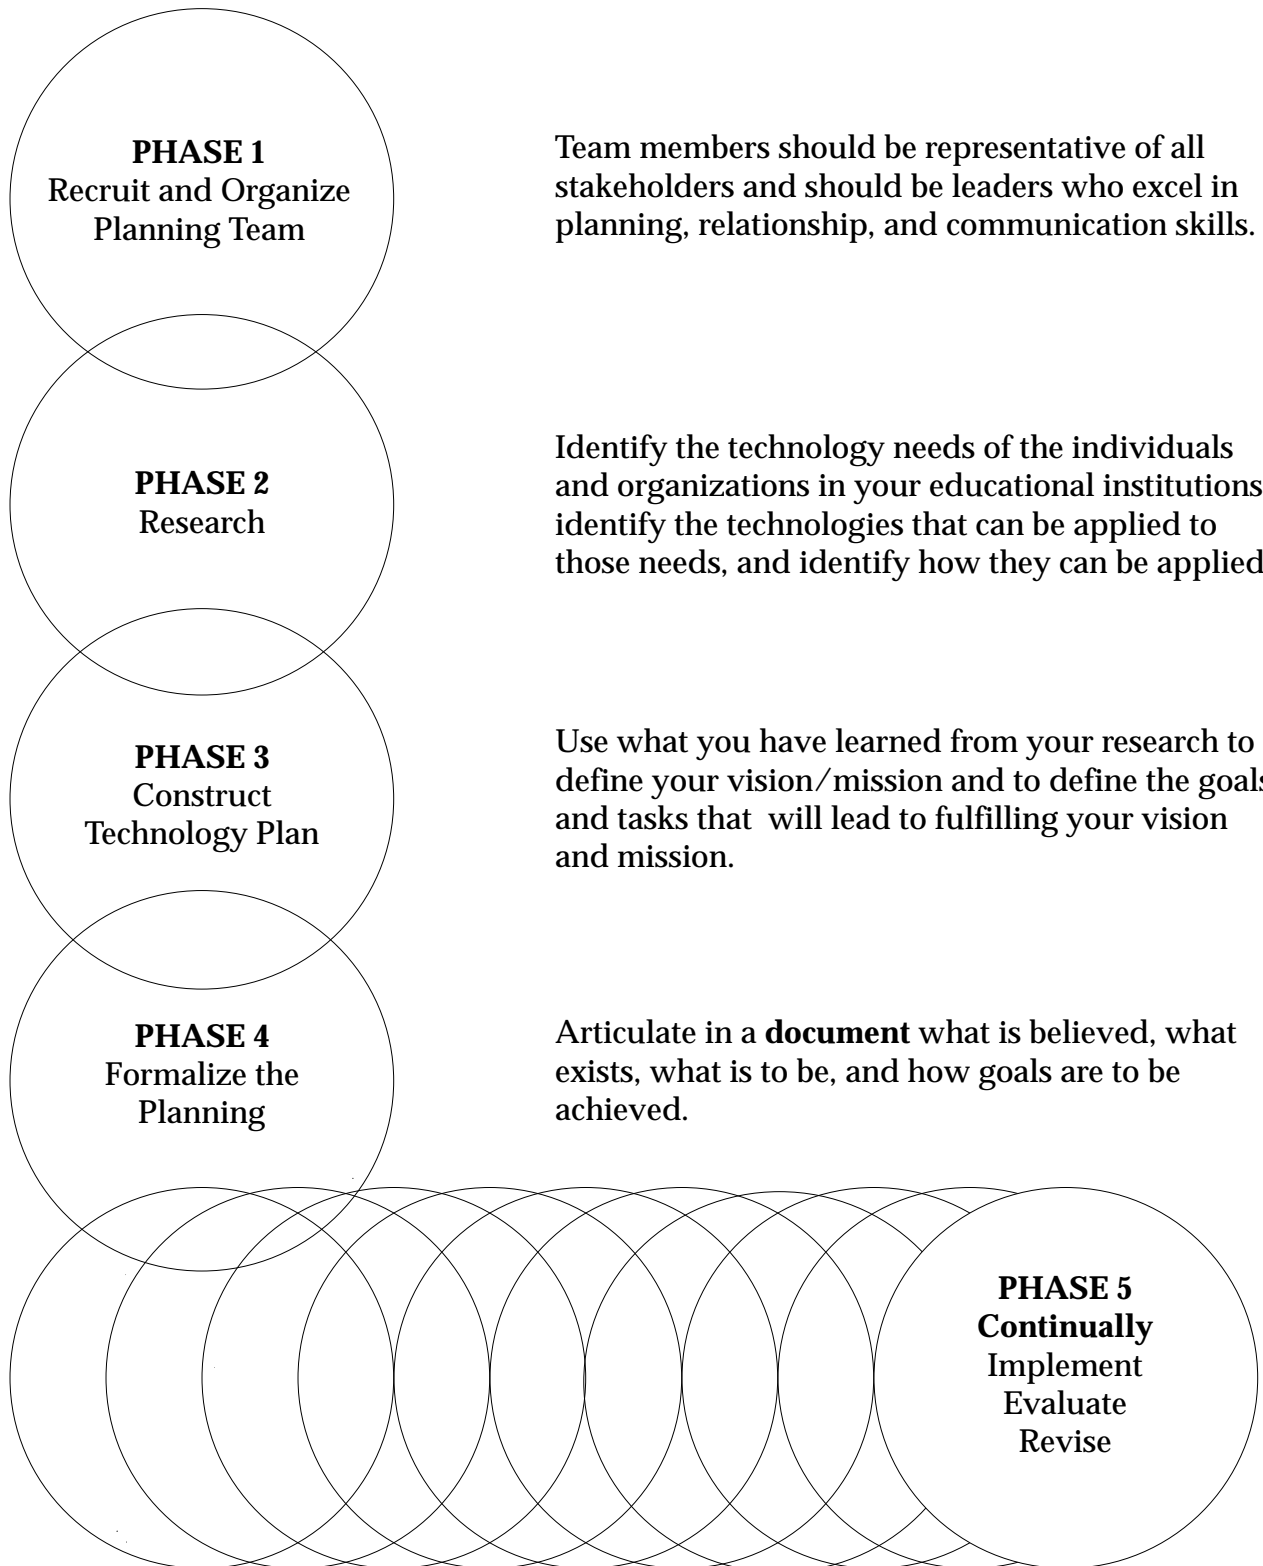 PHASE 1
Recruit and Organize
Planning Team
Team members should be representative of all
stakeholders and should be leaders who excel in
planning, relationship, and communication skills.
PHASE 2
Research
Identify the technology needs of the individuals
and organizations in your educational institutions
identify the technologies that can be applied to
those needs, and identify how they can be applied
PHASE 3
Construct
Technology Plan
Use what you have learned from your research to
define your vision/mission and to define the goals
and tasks that will lead to fulfilling your vision
and mission.
PHASE 4
Formalize the
Planning
Articulate in a document what is believed, what
exists, what is to be, and how goals are to be
achieved.
PHASE 5
Continually
Implement
Evaluate
Revise